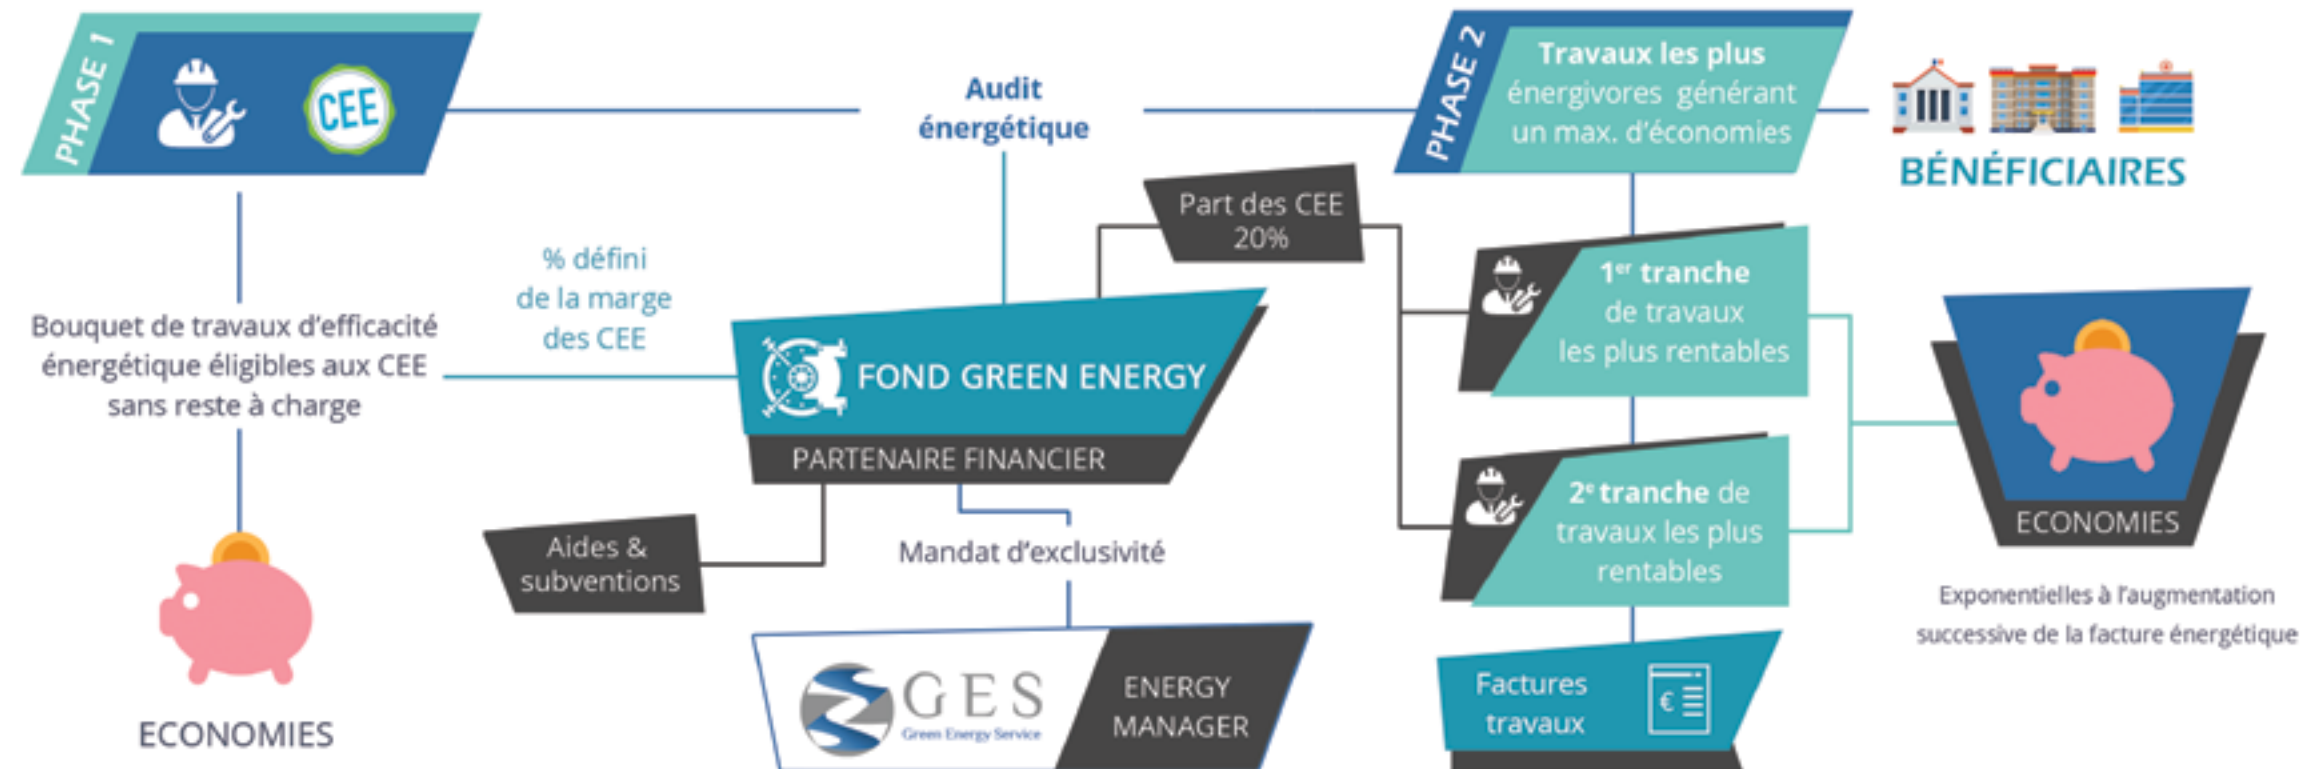 PHASE 1
CEE
Audit
énergétique
PHASE 2
Travaux les plus
énergivores générant
un max. d'économies
BÉNÉFICIAIRES
Part des CEE
20%
% défini
de la marge
des CEE
Bouquet de travaux d'efficacité
énergétique éligibles aux CEE
sans reste à charge
FOND GREEN ENERGY
PARTENAIRE FINANCIER
1er tranche
de travaux
les plus rentables
2e tranche de
travaux les plus
rentables
ECONOMIES
Exponentielles à l'augmentation
successive de la facture énergétique
Aides &
subventions
Mandat d'exclusivité
GES
Green Energy Service
ENERGY
MANAGER
Factures
travaux
€
ECONOMIES